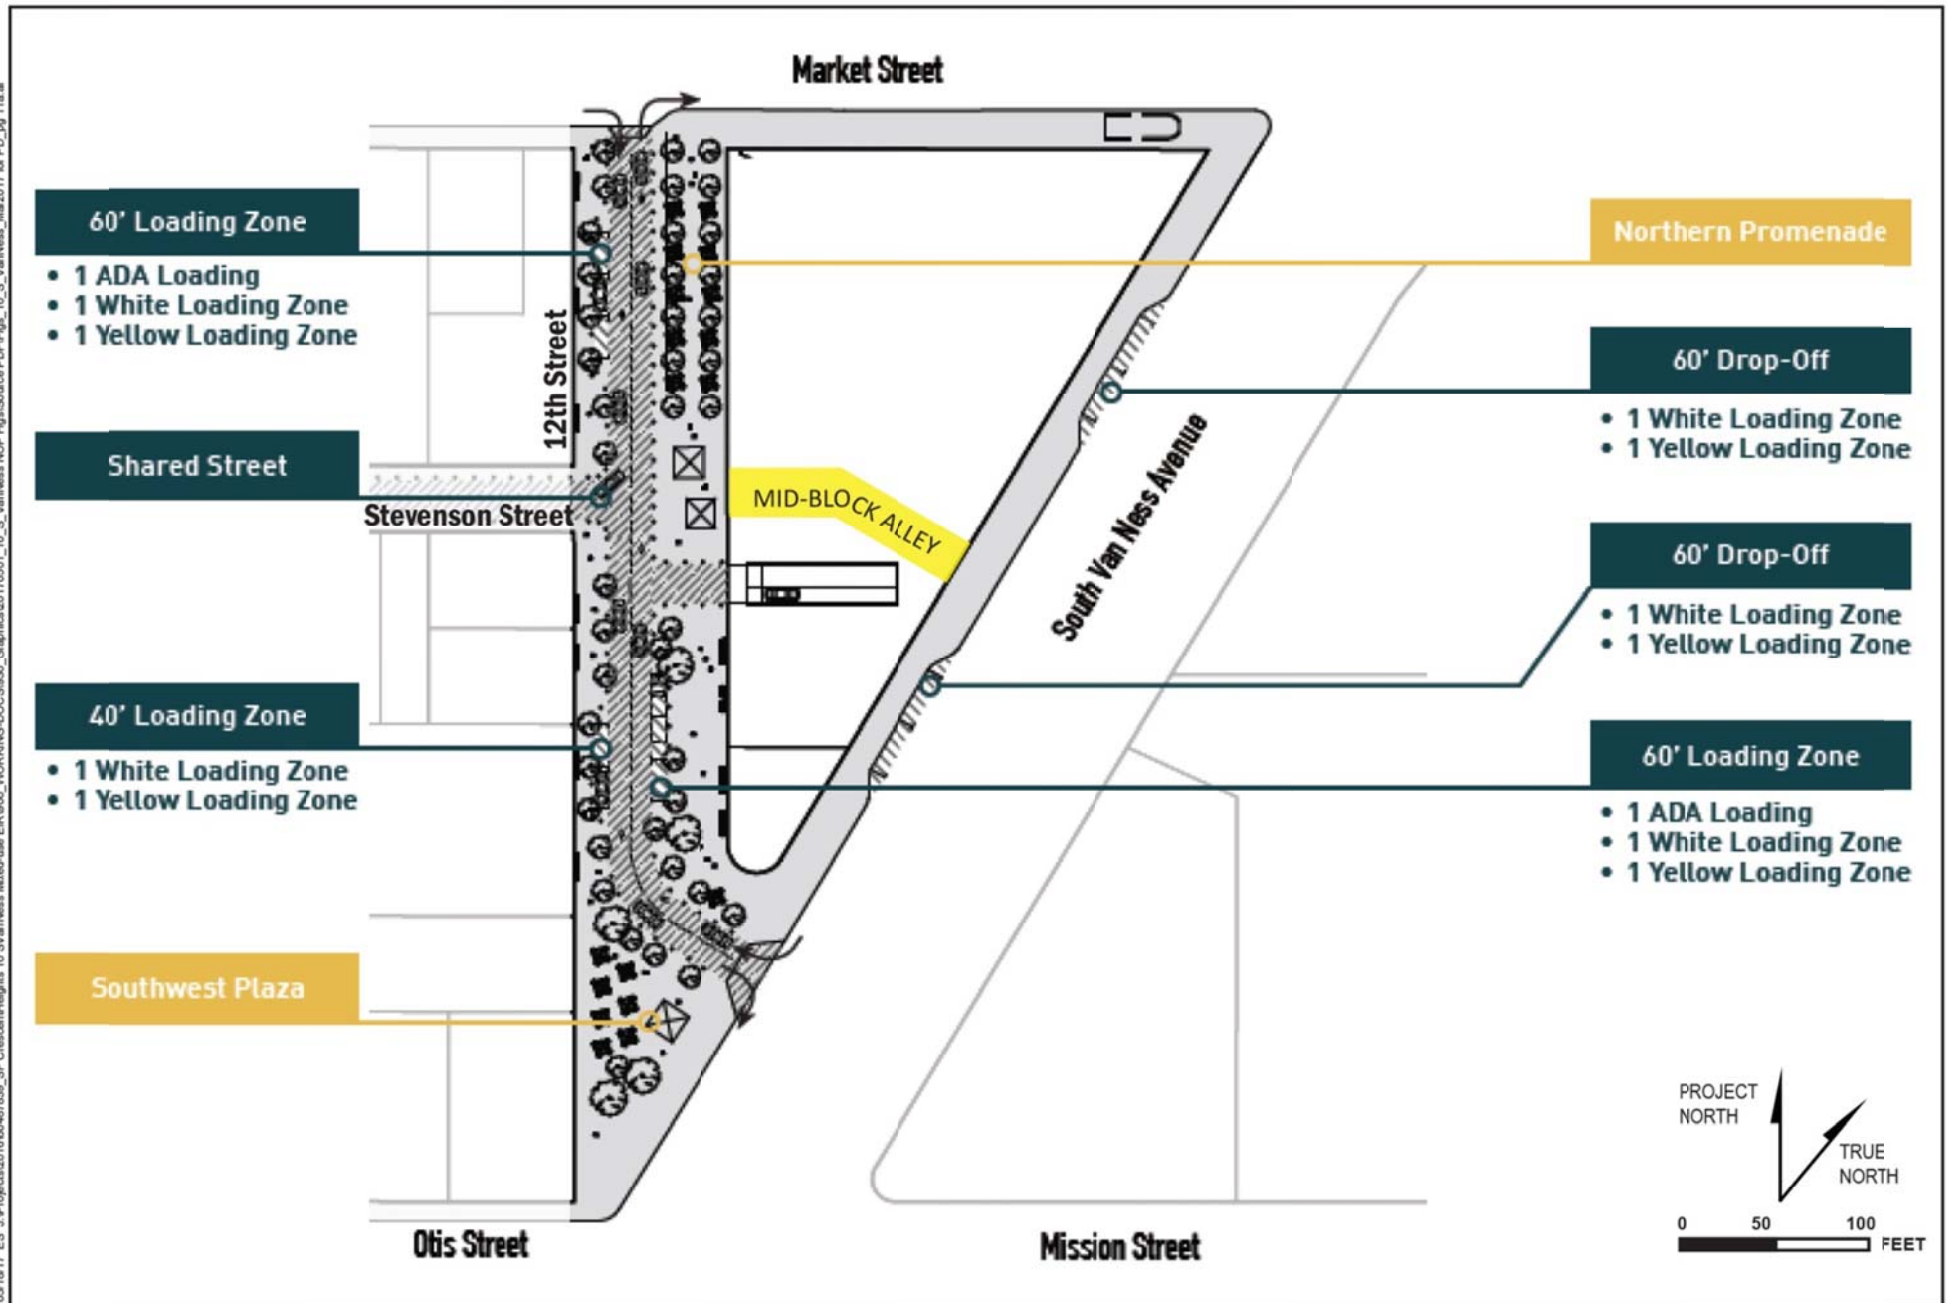 Market Street
60' Loading Zone
• 1 ADA Loading
• 1 White Loading Zone
• 1 Yellow Loading Zone
Northern Promenade
12th Street
60' Drop-Off
• 1 White Loading Zone
• 1 Yellow Loading Zone
Shared Street
Stevenson Street
MID-BLOCK ALLEY
South Van Ness Avenue
60' Drop-Off
• 1 White Loading Zone
• 1 Yellow Loading Zone
40' Loading Zone
• 1 White Loading Zone
• 1 Yellow Loading Zone
60' Loading Zone
• 1 ADA Loading
• 1 White Loading Zone
• 1 Yellow Loading Zone
Southwest Plaza
PROJECT
NORTH
TRUE
NORTH
0 50 100
FEET
Otis Street
Mission Street